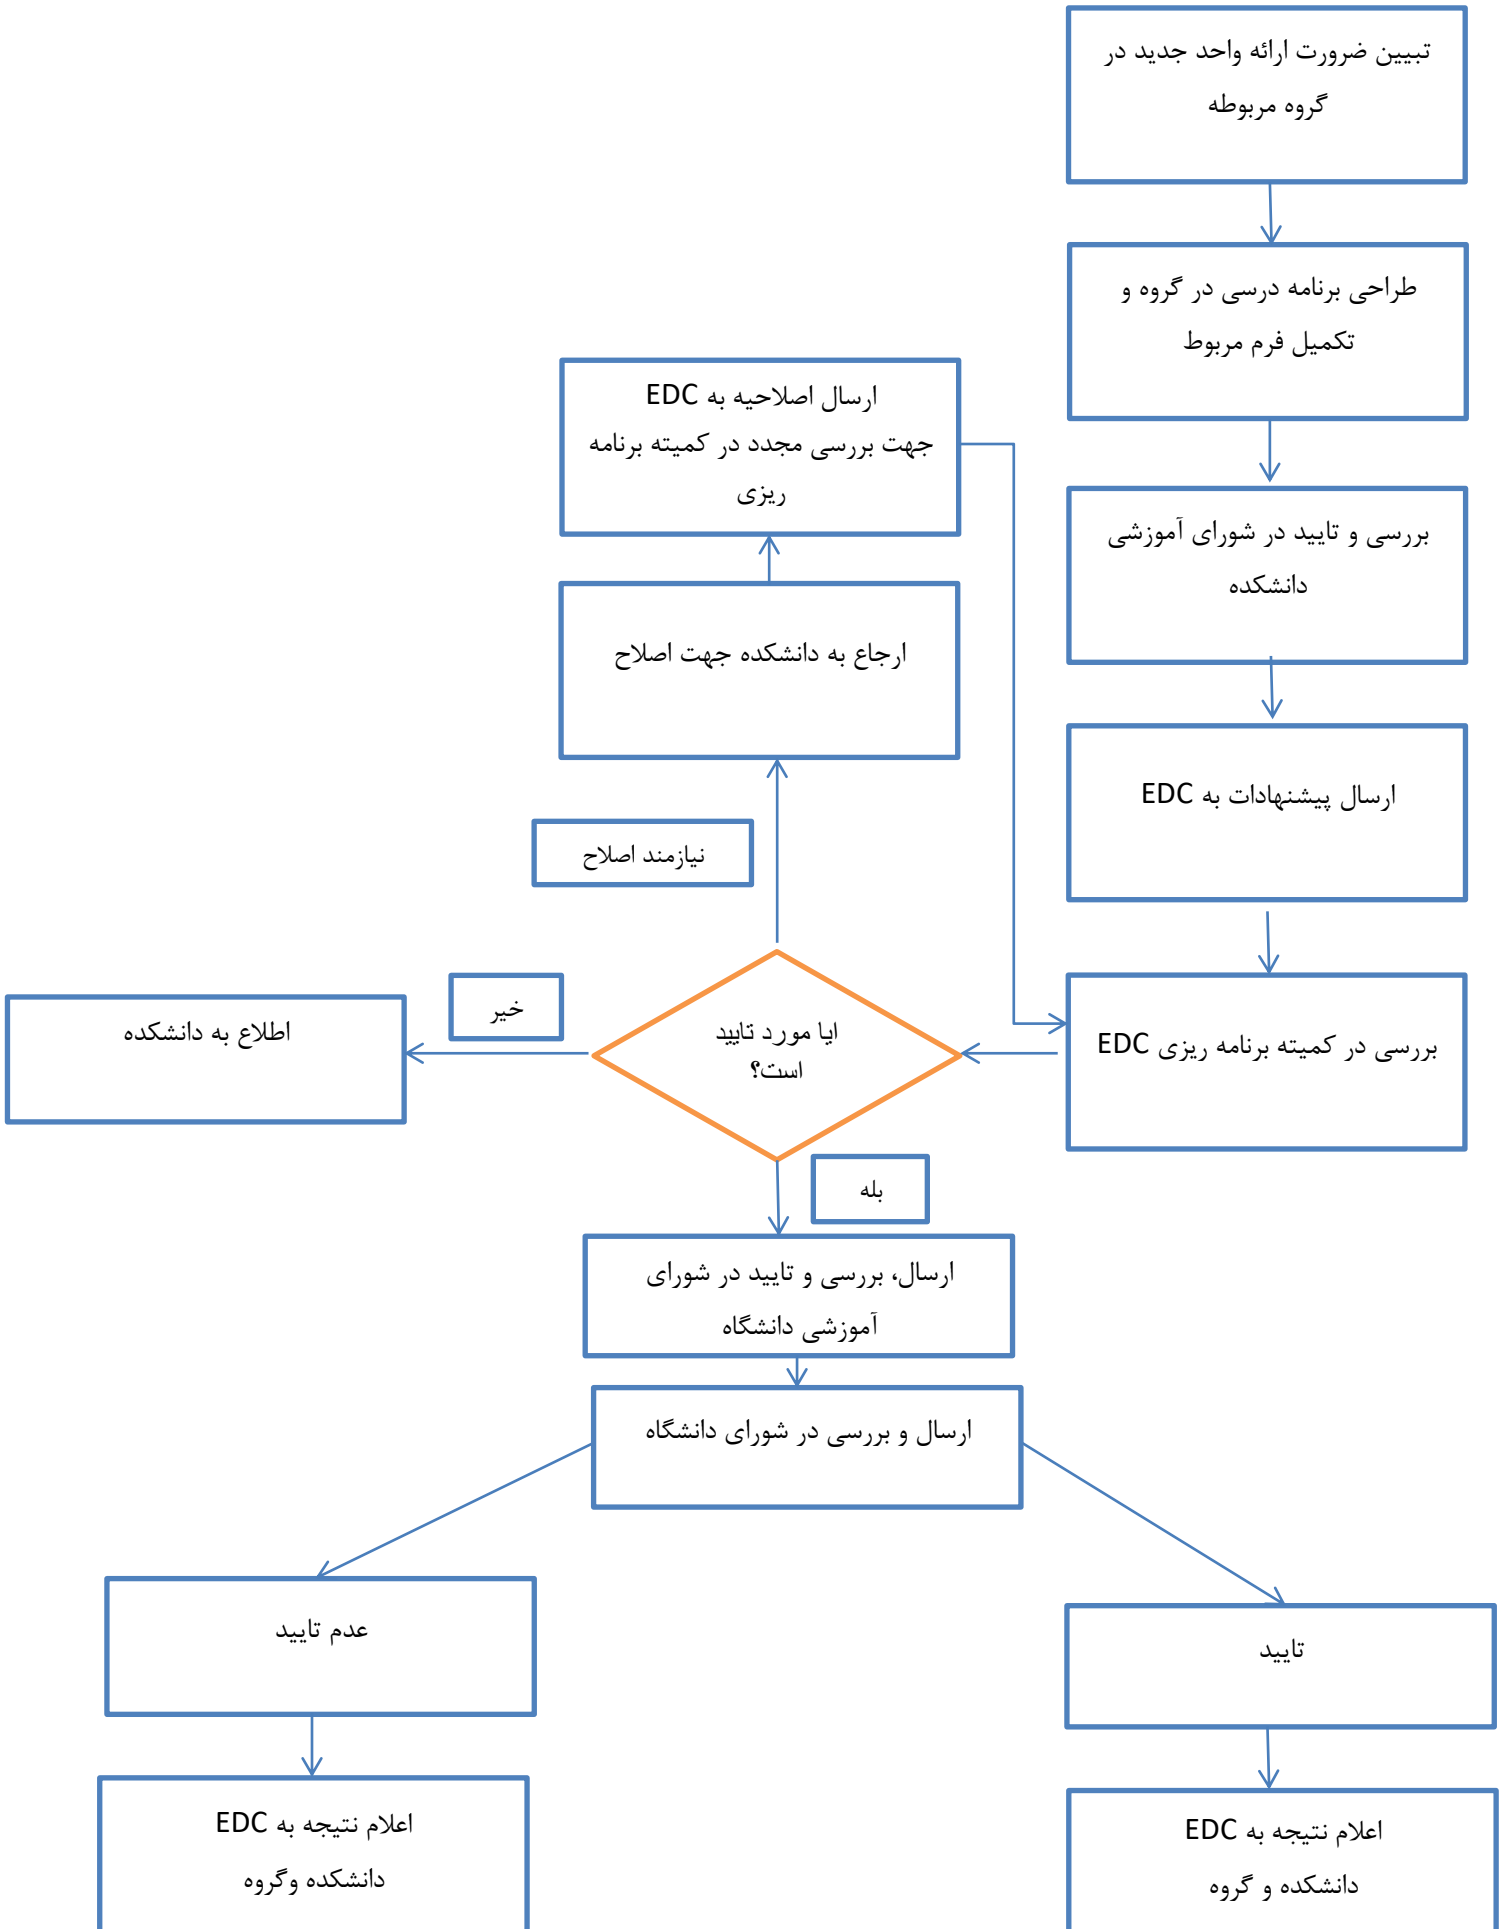 تبیین ضرورت ارائه واحد جدید در
گروه مربوطه
طراحی برنامه درسی در گروه و
تکمیل فرم مربوط
بررسی و تایید در شورای آموزشی
دانشکده
ارسال پیشنهادات به EDC
بررسی در کمیته برنامه ریزی EDC
ایا مورد تایید
است؟
نیازمند اصلاح
ارجاع به دانشکده جهت اصلاح
ارسال اصلاحیه به EDC
جهت بررسی مجدد در کمیته برنامه
ریزی
خیر
اطلاع به دانشکده
بله
ارسال، بررسی و تایید در شورای
آموزشی دانشگاه
ارسال و بررسی در شورای دانشگاه
تایید
اعلام نتیجه به EDC
دانشکده و گروه
عدم تایید
اعلام نتیجه به EDC
دانشکده وگروه